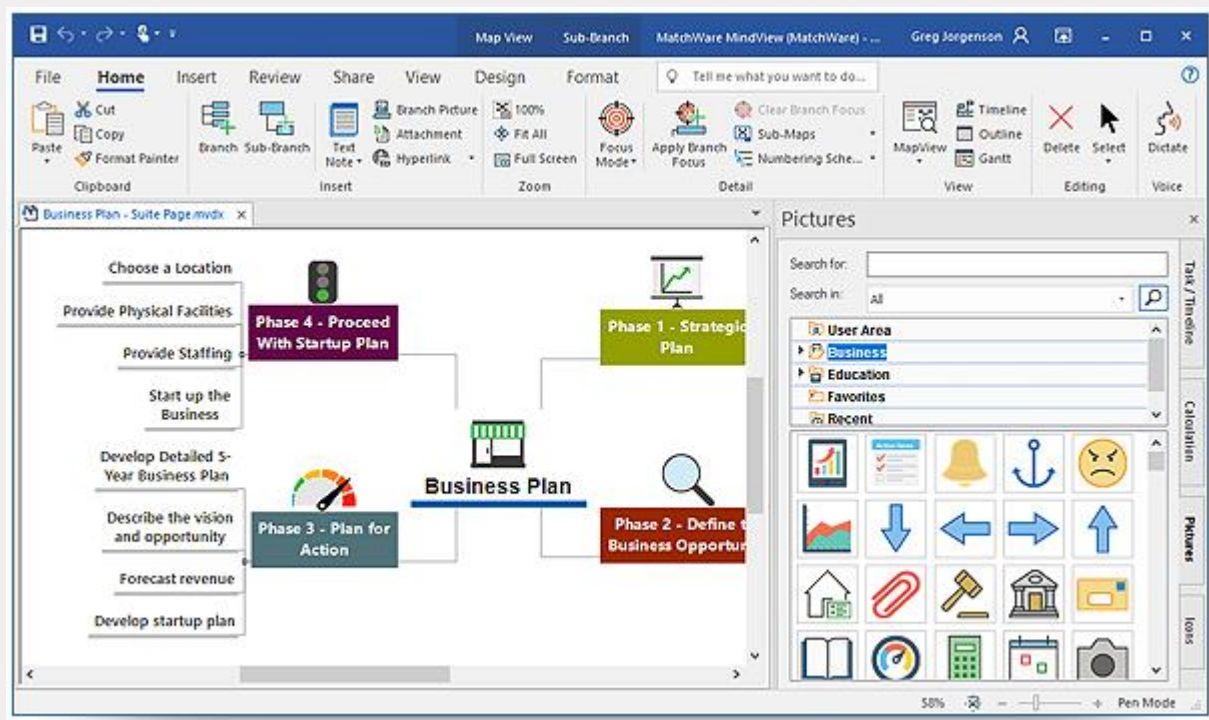 Map View Sub-Branch MatchWare MindView (MatchWare) - ... Greg Jorgenson
File Home Insert Review Share View Design Format Tell me what you want to do...
Paste
Cut
Copy
Format Painter
Clipboard
Branch Sub-Branch
Text
Note
Branch Picture
Attachment
Hyperlink
Insert
100%
Fit All
Full Screen
Zoom
Focus
Mode
Apply Branch
Focus
Clear Branch Focus
Sub-Maps
Numbering Sche...
Detail
MapView
Timeline
Outline
Gantt
View
Delete Select
Editing
Dictate
Voice
Business Plan - Suite Page.mvdx
Choose a Location
Provide Physical Facilities
Provide Staffing
Start up the
Business
Phase 4 - Proceed
With Startup Plan
Develop Detailed 5-
Year Business Plan
Describe the vision
and opportunity
Forecast revenue
Develop startup plan
Phase 3 - Plan for
Action
Business Plan
Phase 1 - Strategic
Plan
Phase 2 - Define t
Business Opportu
Pictures
Search for:
Search in: All
User Area
Business
Education
Favorites
Recent
Task / Timeline
Calculation
Pictures
Icons
58% Pen Mode